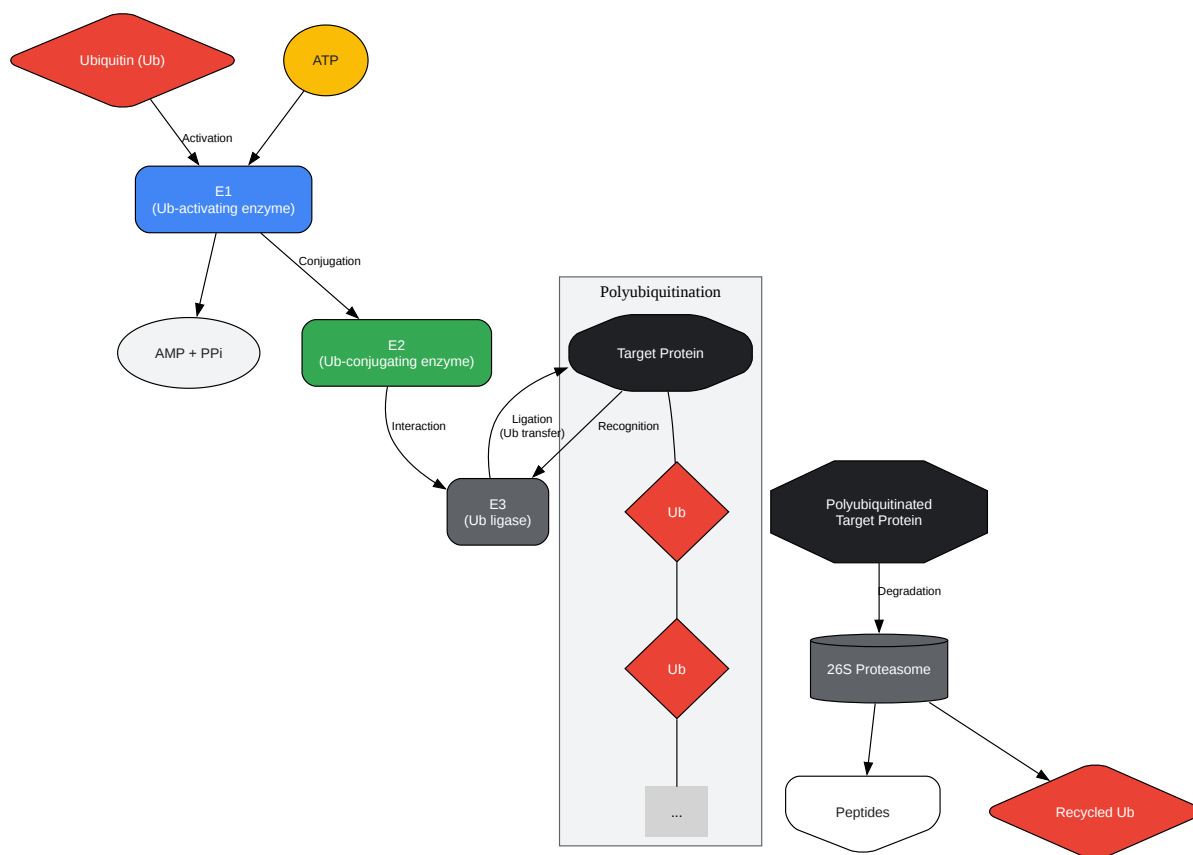 Ubiquitin (Ub)
ATP
Activation
E1
(Ub-activating enzyme)
Conjugation
AMP + PPi
E2
(Ub-conjugating enzyme)
Interaction
E3
(Ub ligase)
Ligation
(Ub transfer)
Recognition
Polyubiquitination
Target Protein
Ub
Ub
...
Polyubiquitinated
Target Protein
Degradation
26S Proteasome
Peptides
Recycled Ub